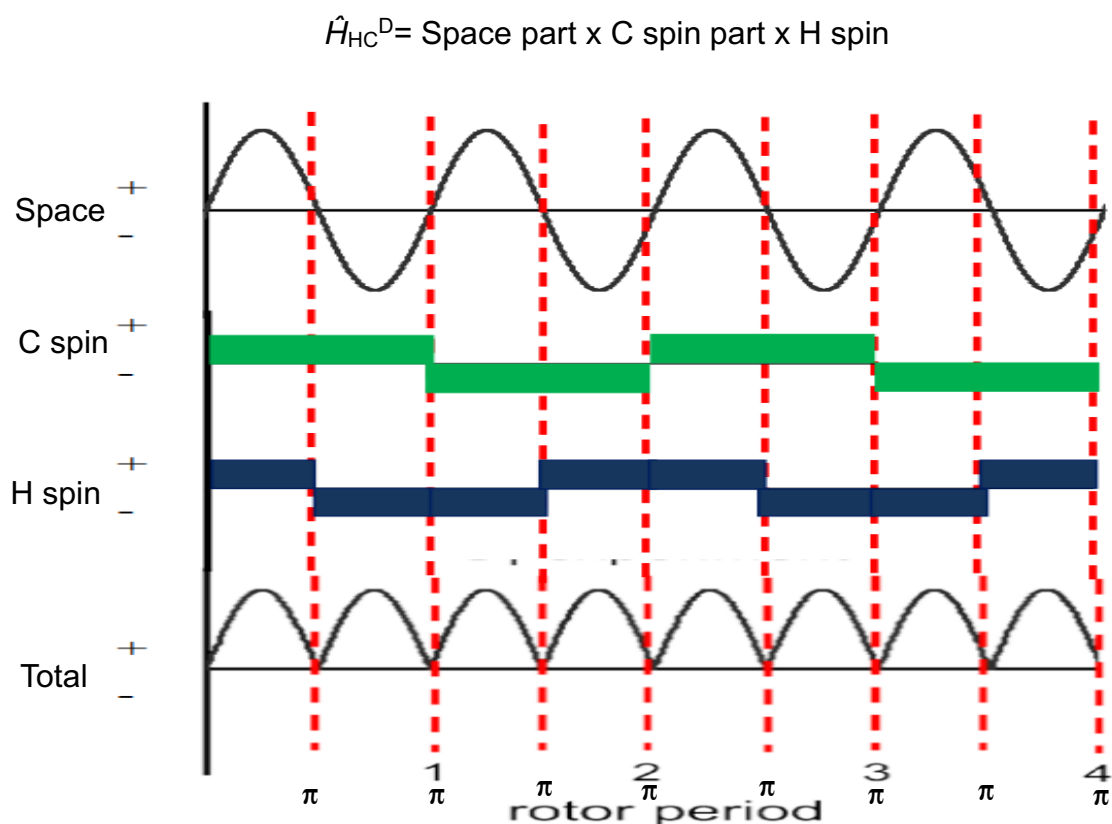 ĤHCD= Space part x C spin part x H spin
+
Space
-
+
C spin
-
+
H spin
-
+
Total
-
1 2 3 4
π π π π π π π π
rotor period